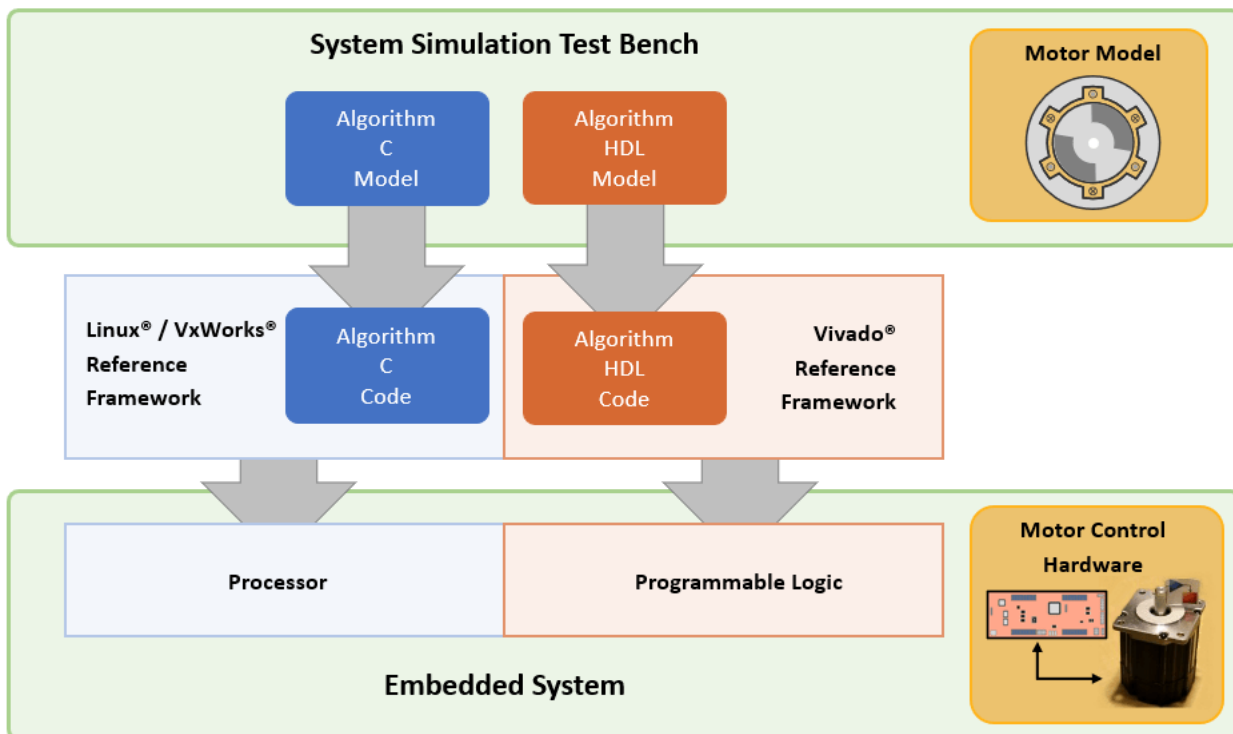 System Simulation Test Bench
Motor Model
Algorithm
C
Model
Algorithm
HDL
Model
Linux® / VxWorks®
Reference
Framework
Algorithm
C
Code
Algorithm
HDL
Code
Vivado®
Reference
Framework
Processor
Programmable Logic
Motor Control
Hardware
Embedded System